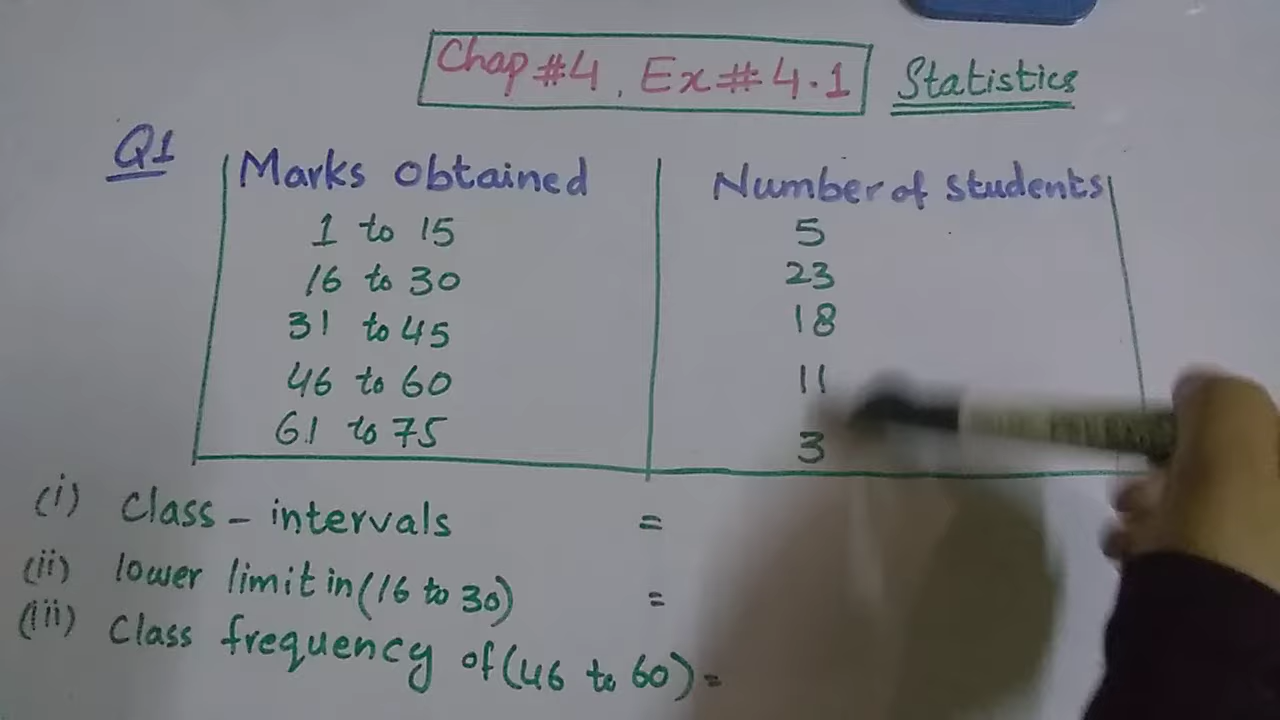 Chap #4, Ex # 4.1 Statistics
Q1
Marks obtained Number of students
1 to 15 5
16 to 30 23
31 to 45 18
46 to 60 11
61 to 75 3
(i) Class - intervals =
(ii) lower limit in (16 to 30) =
(iii) Class frequency of (46 to 60) =